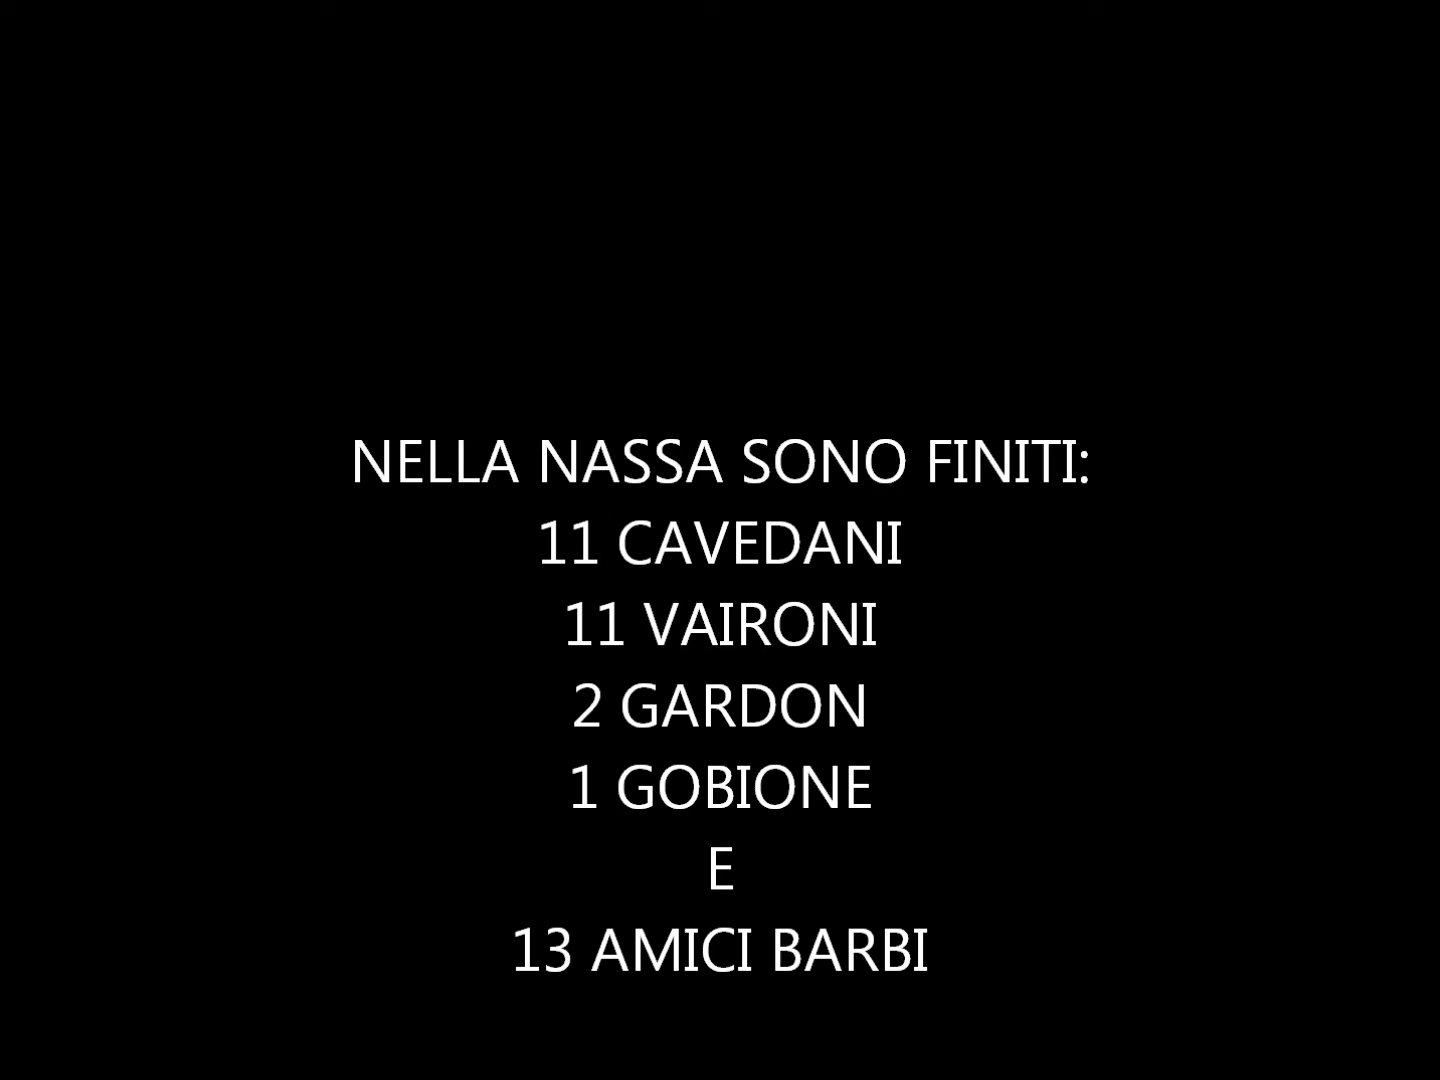 NELLA NASSA SONO FINITI:
11 CAVEDANI
11 VAIRONI
2 GARDON
1 GOBIONE
E
13 AMICI BARBI